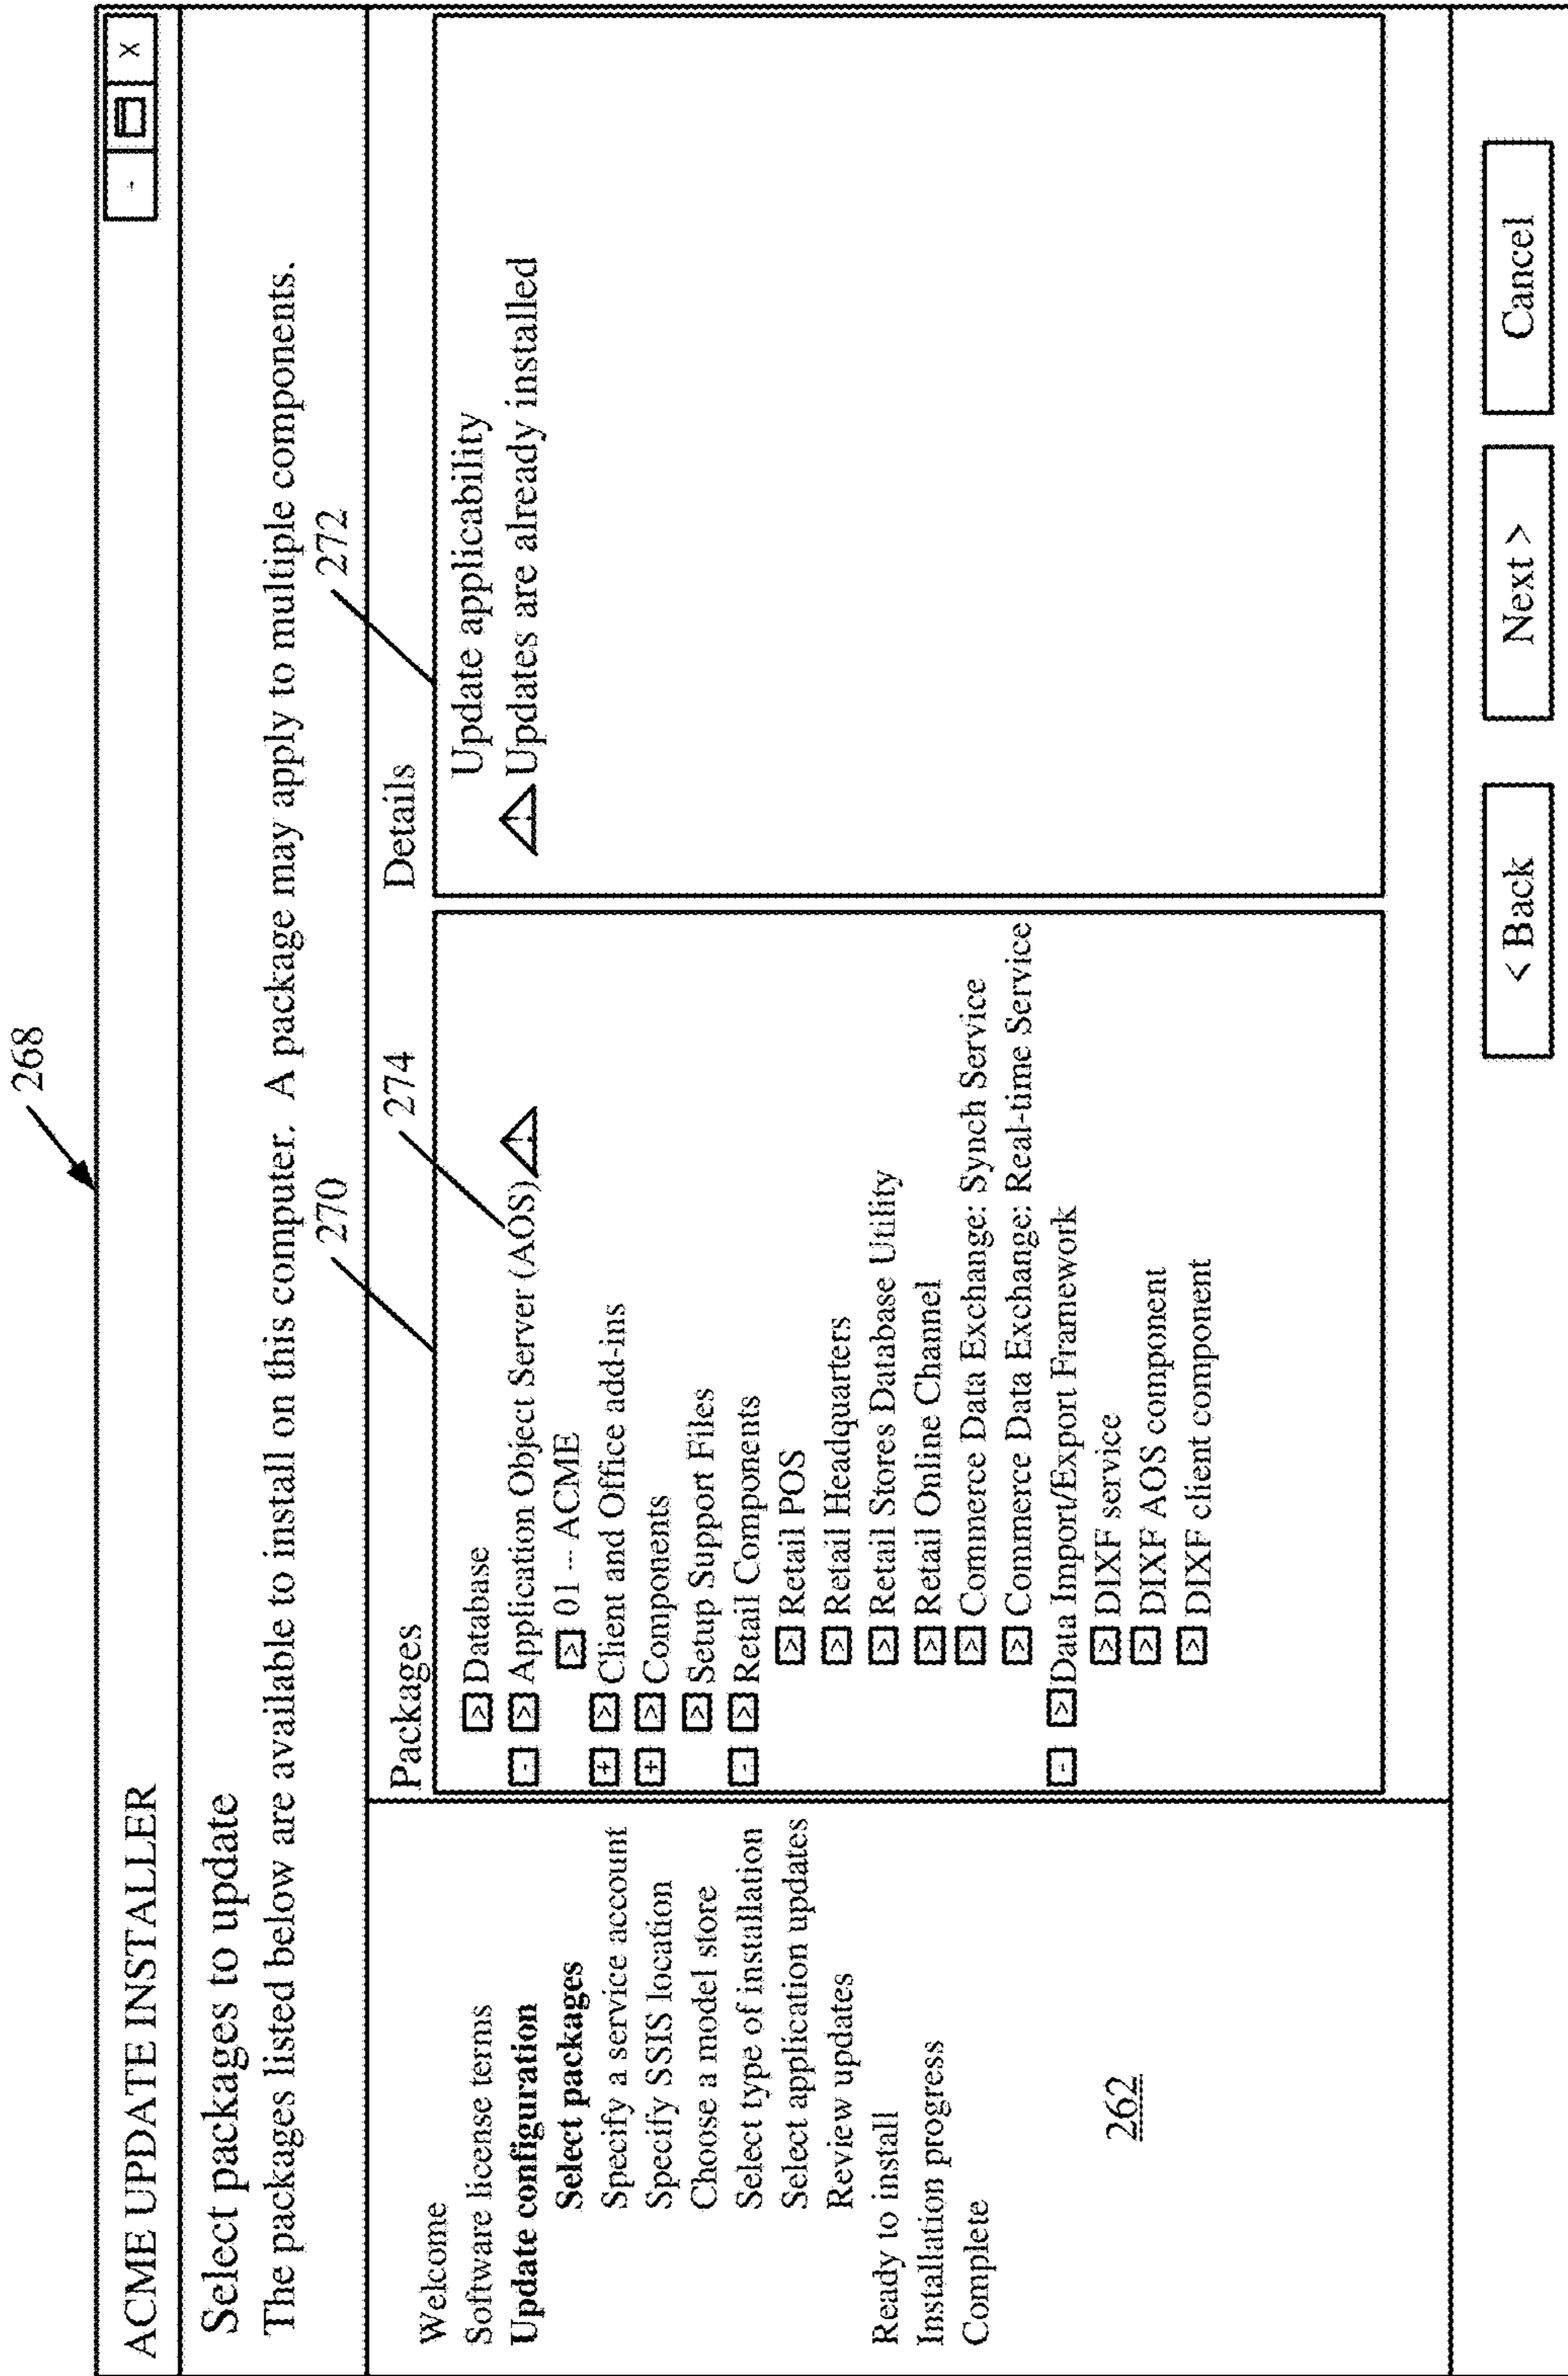 268
ACME UPDATE INSTALLER
- X
Select packages to update
The packages listed below are available to install on this computer. A package may apply to multiple components.
270
274
272
Welcome
Software license terms
Update configuration
Select packages
Specify a service account
Specify SSIS location
Choose a model store
Select type of installation
Select application updates
Review updates
Ready to install
Installation progress
Complete
262
Packages
> Database
- > Application Object Server (AOS) !
> 01 -- ACME
+ > Client and Office add-ins
+ > Components
> Setup Support Files
- > Retail Components
> Retail POS
> Retail Headquarters
> Retail Stores Database Utility
> Retail Online Channel
> Commerce Data Exchange: Synch Service
> Commerce Data Exchange: Real-time Service
- > Data Import/Export Framework
> DIXF service
> DIXF AOS component
> DIXF client component
Details
Update applicability
! Updates are already installed
< Back
Next >
Cancel